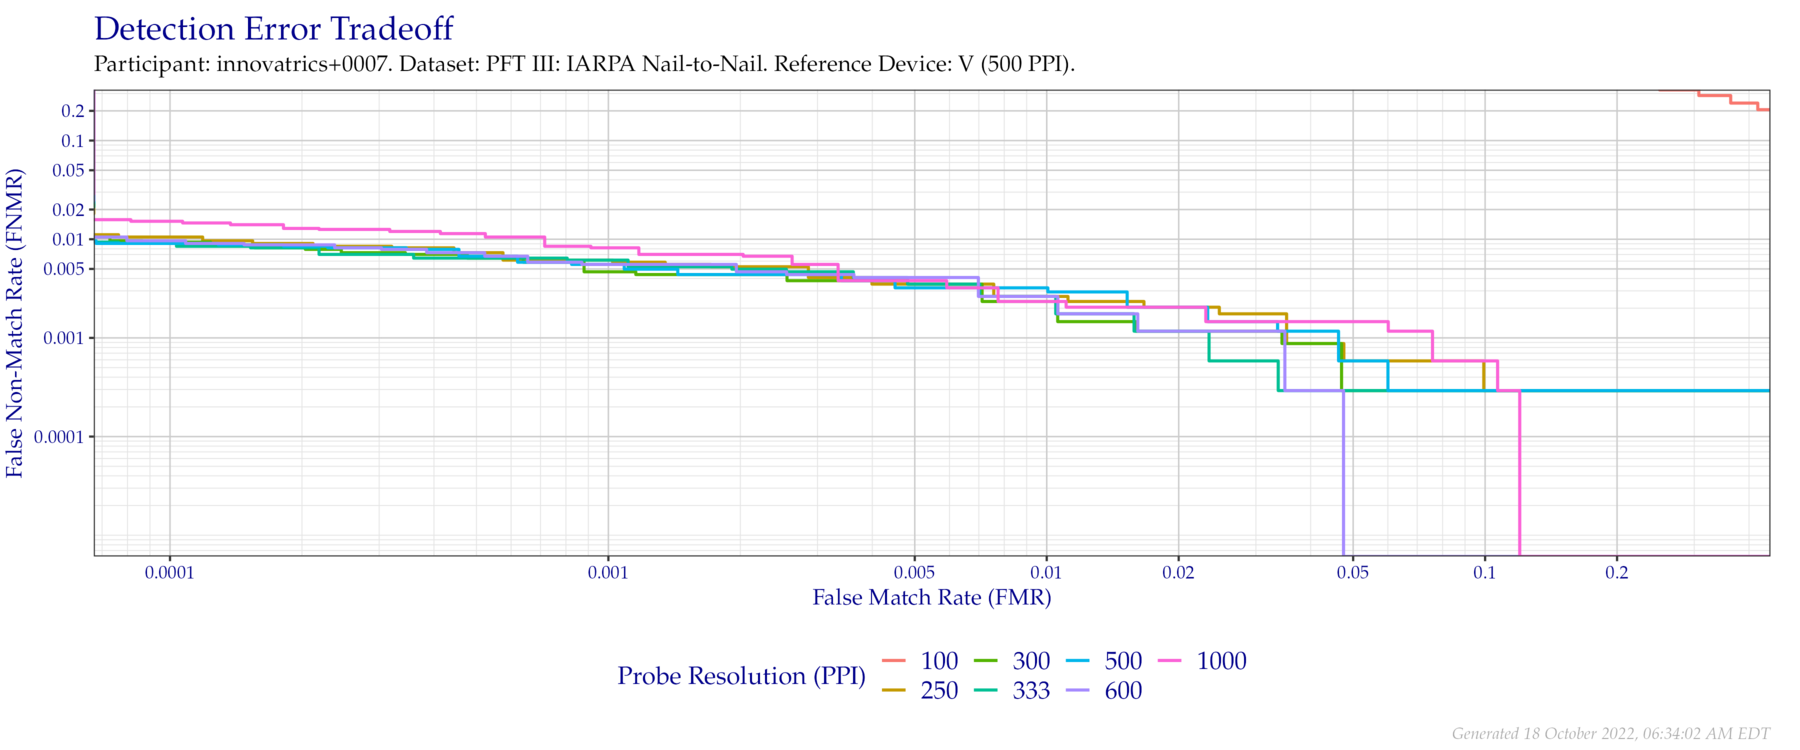 Detection Error Tradeoff
Participant: innovatrics+0007. Dataset: PFT III: IARPA Nail-to-Nail. Reference Device: V (500 PPI).
False Non-Match Rate (FNMR)
0.2
0.1
0.05
0.02
0.01
0.005
0.001
0.0001
0.0001 0.001 0.005 0.01 0.02 0.05 0.1 0.2
False Match Rate (FMR)
Probe Resolution (PPI)
100 300 500 1000
250 333 600
Generated 18 October 2022, 06:34:02 AM EDT